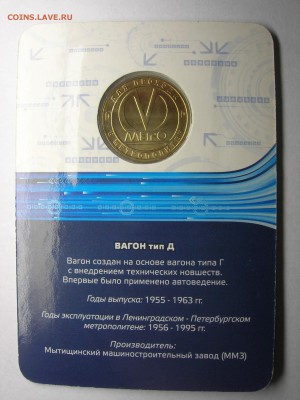 COINS.LAVE.RU
ВАГОН тип Д
Вагон создан на основе вагона типа Г
с внедрением технических новшеств.
Впервые было применено автоведение.
Годы выпуска: 1955 - 1963 гг.
Годы эксплуатации в Ленинградском - Петербургском
метрополитене: 1956 - 1995 гг.
Производитель:
Мытищинский машиностроительный завод (ММЗ)